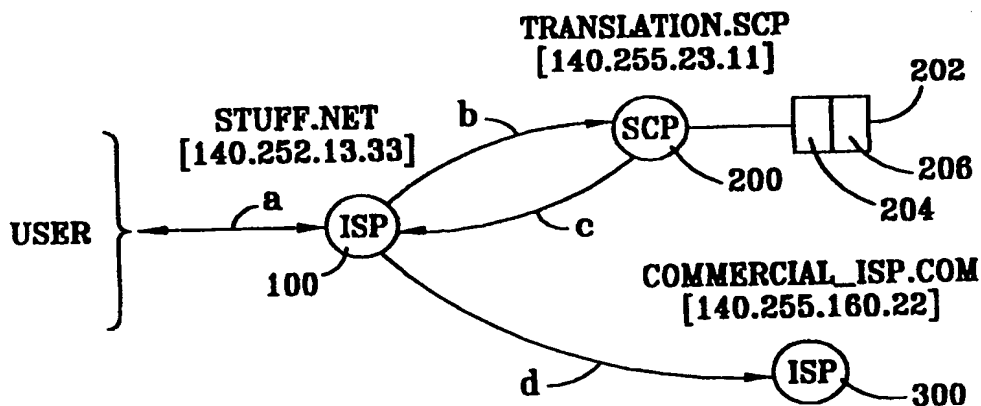 TRANSLATION.SCP
[140.255.23.11]
202
STUFF.NET
[140.252.13.33]
b
SCP
206
200
204
a
USER
ISP
c
100
COMMERCIAL_ISP.COM
[140.255.160.22]
d
ISP
300